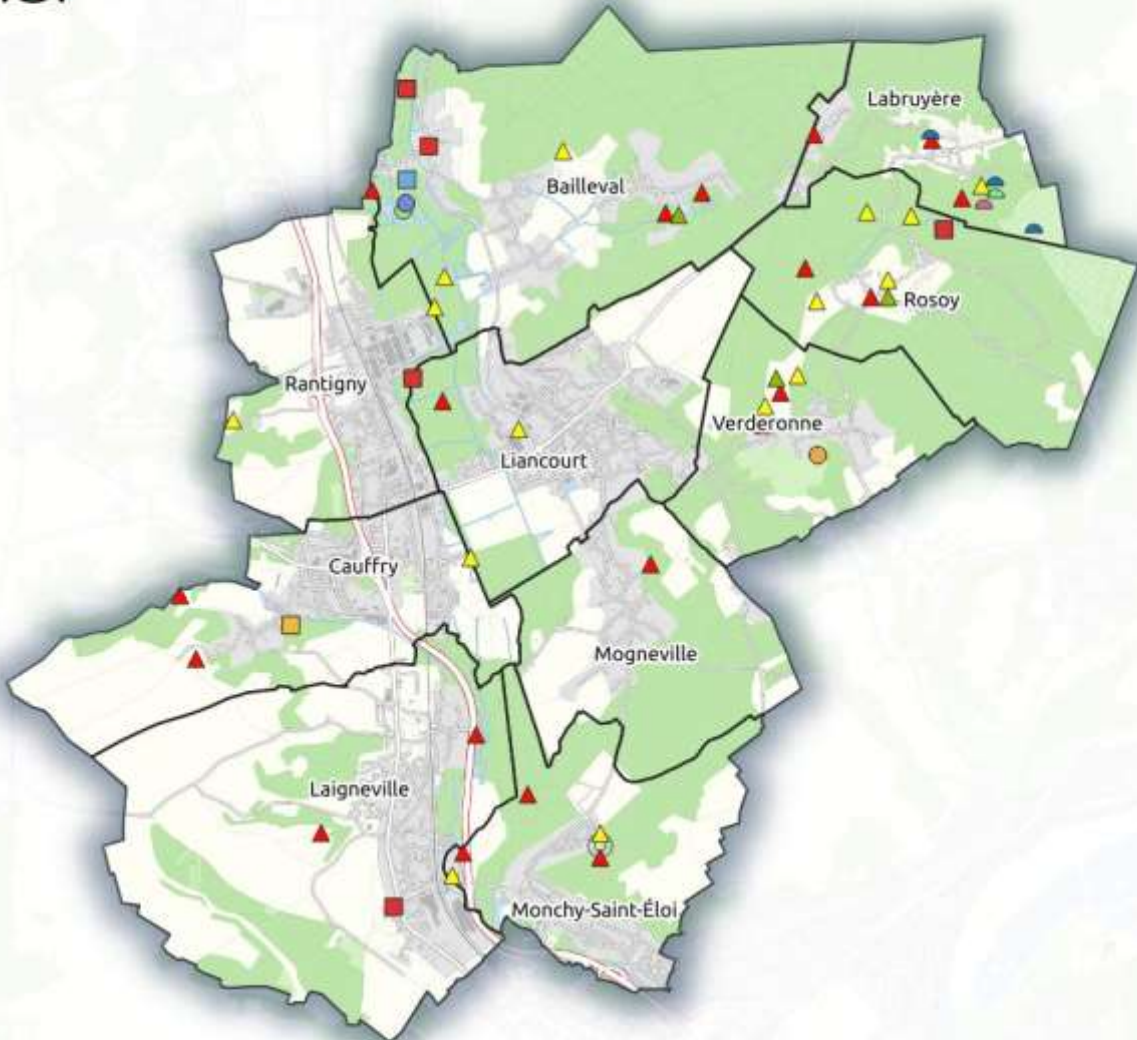 Labruyère
Bailleval
Rosoy
Rantigny
Verderonne
Liancourt
Cauffry
Mogneville
Laigneville
Monchy-Saint-Éloi